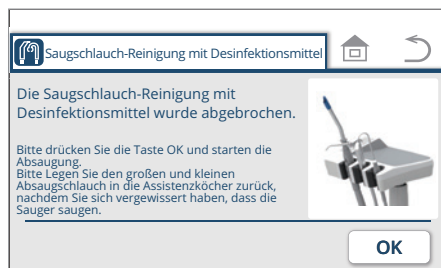 Saugschlauch-Reinigung mit Desinfektionsmittel
Die Saugschlauch-Reinigung mit
Desinfektionsmittel wurde abgebrochen.
Bitte drücken Sie die Taste OK und starten die
Absaugung.
Bitte Legen Sie den großen und kleinen
Absaugschlauch in die Assistenzköcher zurück,
nachdem Sie sich vergewissert haben, dass die
Sauger saugen.
OK